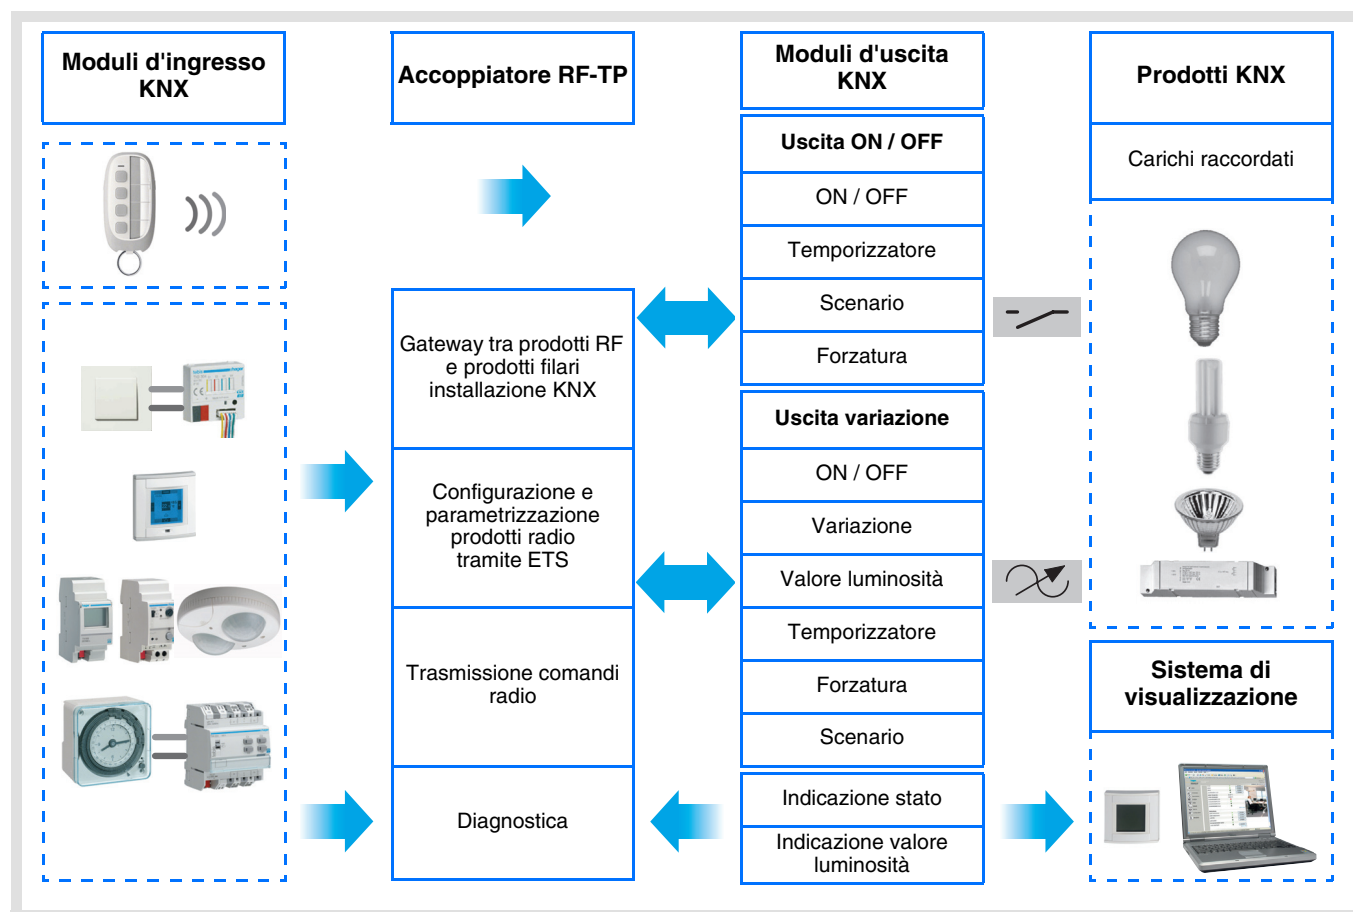 Moduli d'ingresso
KNX
Accoppiatore RF-TP
Moduli d'uscita
KNX
Prodotti KNX
Uscita ON / OFF
ON / OFF
Temporizzatore
Scenario
Forzatura
Carichi raccordati
Gateway tra prodotti RF
e prodotti filari
installazione KNX
Configurazione e
parametrizzazione
prodotti radio
tramite ETS
Trasmissione comandi
radio
Diagnostica
Uscita variazione
ON / OFF
Variazione
Valore luminosità
Temporizzatore
Forzatura
Scenario
Indicazione stato
Indicazione valore
luminosità
Sistema di
visualizzazione